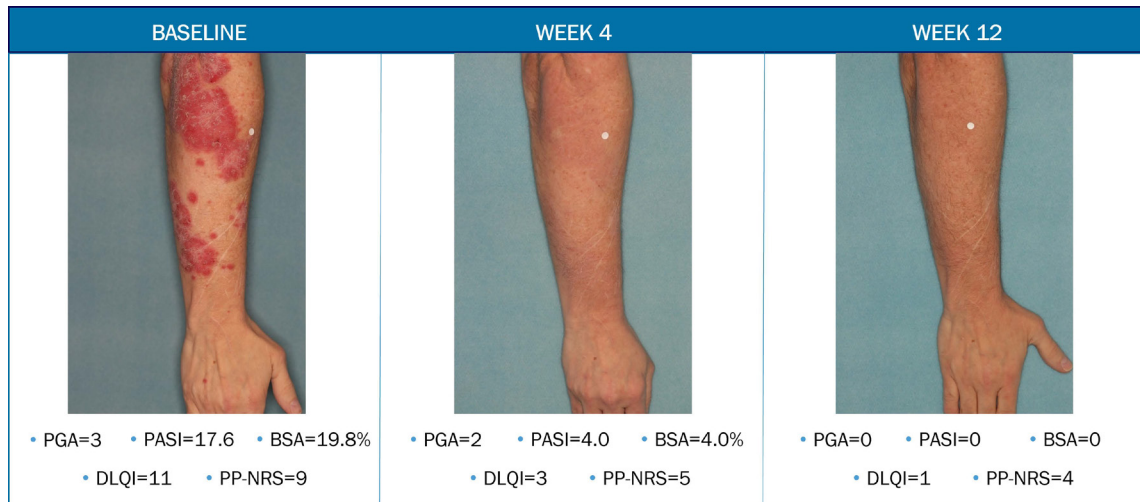 BASELINE
WEEK 4
WEEK 12
• PGA=3 • PASI=17.6 • BSA=19.8%
• DLQI=11 • PP-NRS=9
• PGA=2 • PASI=4.0 • BSA=4.0%
• DLQI=3 • PP-NRS=5
• PGA=0 • PASI=0 • BSA=0
• DLQI=1 • PP-NRS=4